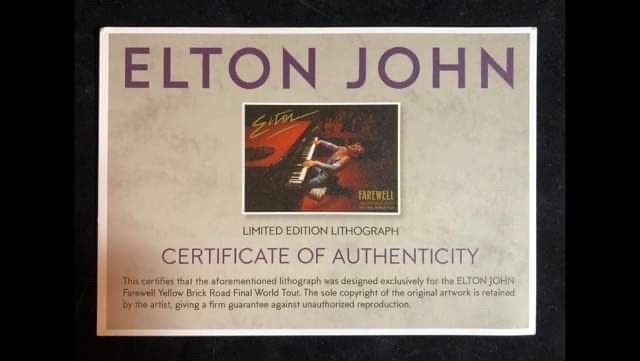 ELTON JOHN
Elton
FAREWELL
LIMITED EDITION LITHOGRAPH
CERTIFICATE OF AUTHENTICITY
This certifies that the aforementioned lithograph was designed exclusively for the ELTON JOHN
Farewell Yellow Brick Road Final World Tour. The sole copyright of the original artwork is retained
by the artist, giving a firm guarantee against unauthorized reproduction.